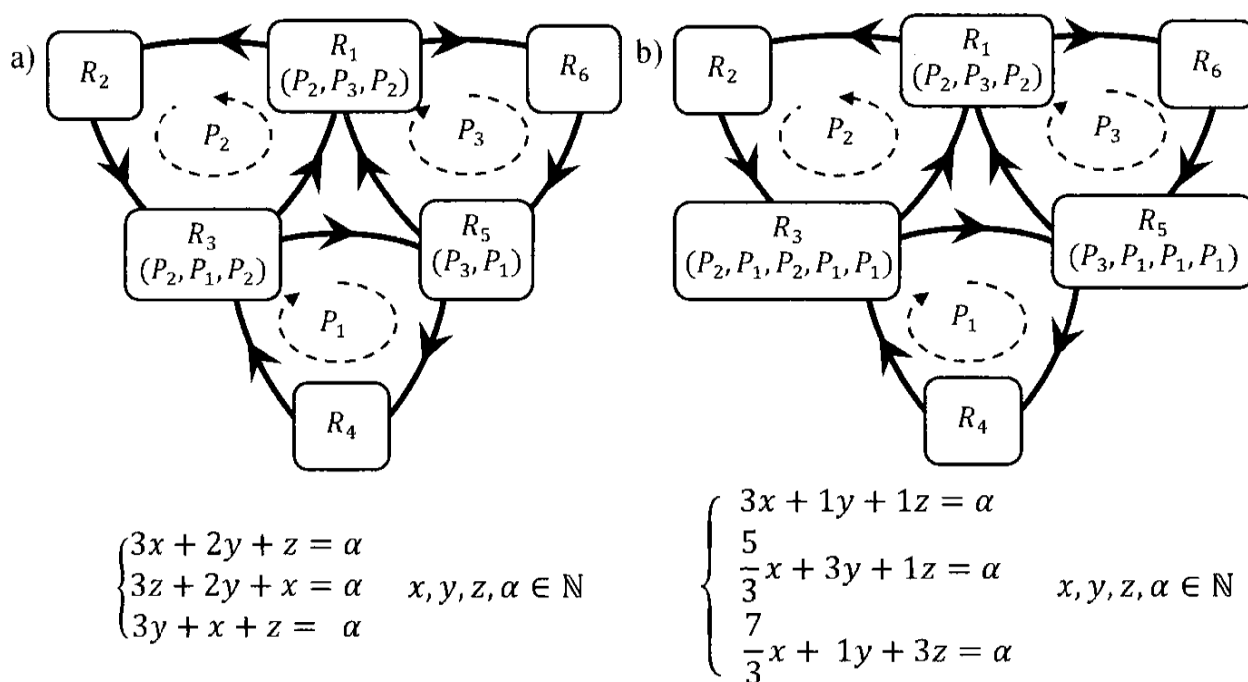 a)
R₂
R₁
(P₂, P₃, P₂)
R₆
P₂
P₃
R₃
(P₂, P₁, P₂)
R₅
(P₃, P₁)
P₁
R₄
3x + 2y + z = α
3z + 2y + x = α
3y + x + z = α
x, y, z, α ∈ ℕ
b)
R₂
R₁
(P₂, P₃, P₂)
R₆
P₂
P₃
R₃
(P₂, P₁, P₂, P₁, P₁)
R₅
(P₃, P₁, P₁, P₁)
P₁
R₄
3x + 1y + 1z = α
5/3 x + 3y + 1z = α
7/3 x + 1y + 3z = α
x, y, z, α ∈ ℕ